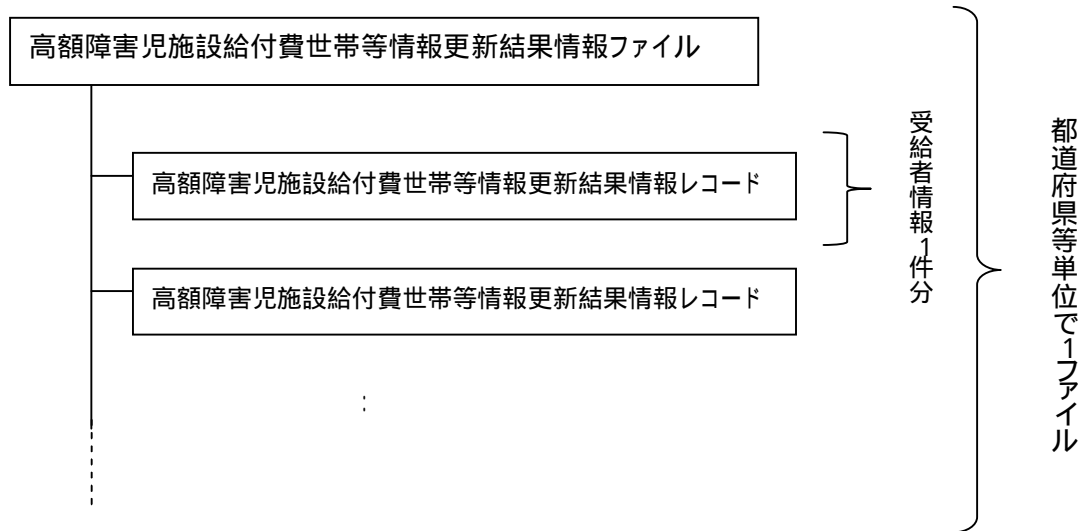 高額障害児施設給付費世帯等情報更新結果情報ファイル
高額障害児施設給付費世帯等情報更新結果情報レコード
高額障害児施設給付費世帯等情報更新結果情報レコード
:
受給者情報1件分
都道府県等単位で1ファイル